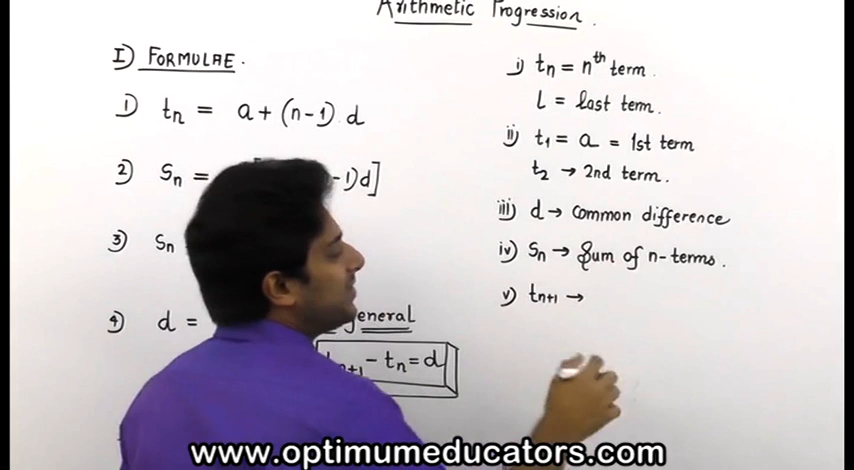 Arithmetic Progression.
I) FORMULAE.
1) tn = a + (n-1).d
2) Sn = [ -1)d]
3) Sn
4) d = general
tn+1 - tn = d
i) tn = nth term.
l = last term.
ii) t1 = a = 1st term
t2 → 2nd term.
iii) d → Common difference
iv) Sn → Sum of n-terms.
v) tn+1 →
www.optimumeducators.com